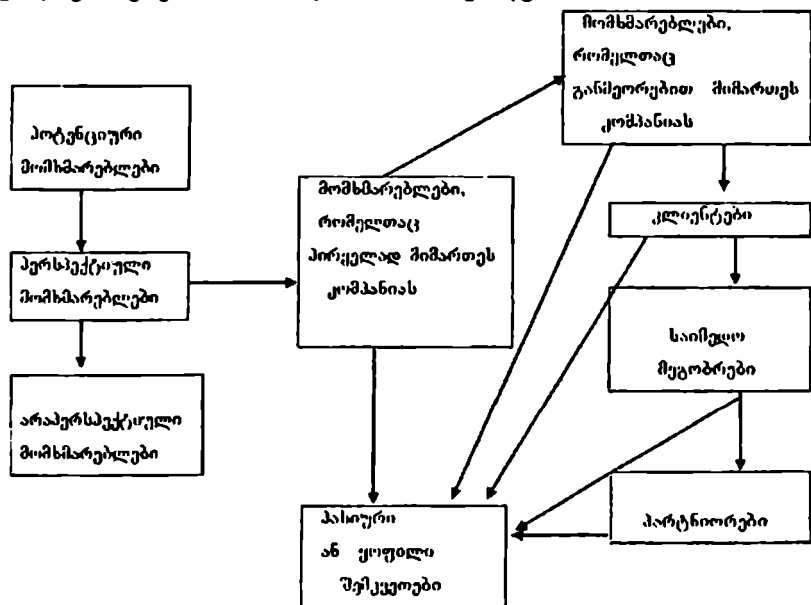 პოტენციური
მომხმარებლები
პერსპექტიული
მომხმარებლები
არაპერსპექტიული
მომხმარებლები
მომხმარებლები,
რომელთაც
პირველად მიმართეს
კომპანიას
მომხმარებლები,
რომელთაც
განმეორებით მიმართეს
კომპანიას
კლიენტები
საიმედო
მეგობრები
პარტნიორები
პასიური
ან ყოფილი
შემკვეთები